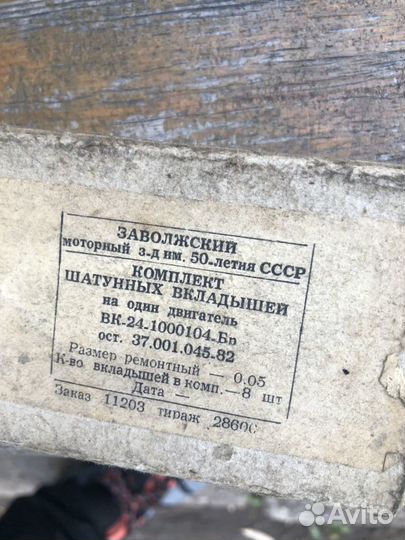 ЗАВОЛЖСКИЙ
моторный з-д им. 50-летия СССР
КОМПЛЕКТ
ШАТУННЫХ ВКЛАДЫШЕЙ
на один двигатель
ВК-24-1000104-Бп
ост. 37.001.045.82
Размер ремонтный — 0.05
К-во вкладышей в комп.—8 шт
Дата —
Заказ 11203 тираж 28600
Avito